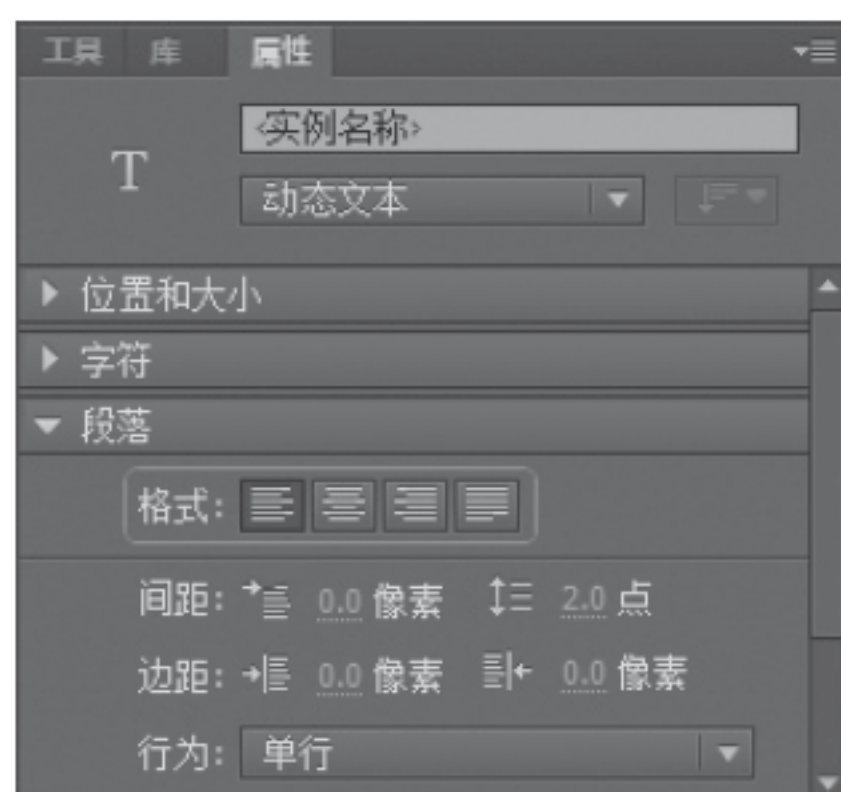 工具 库 属性
<实例名称>
T
动态文本
位置和大小
字符
段落
格式:
间距: 0.0 像素 2.0 点
边距: 0.0 像素 0.0 像素
行为: 单行